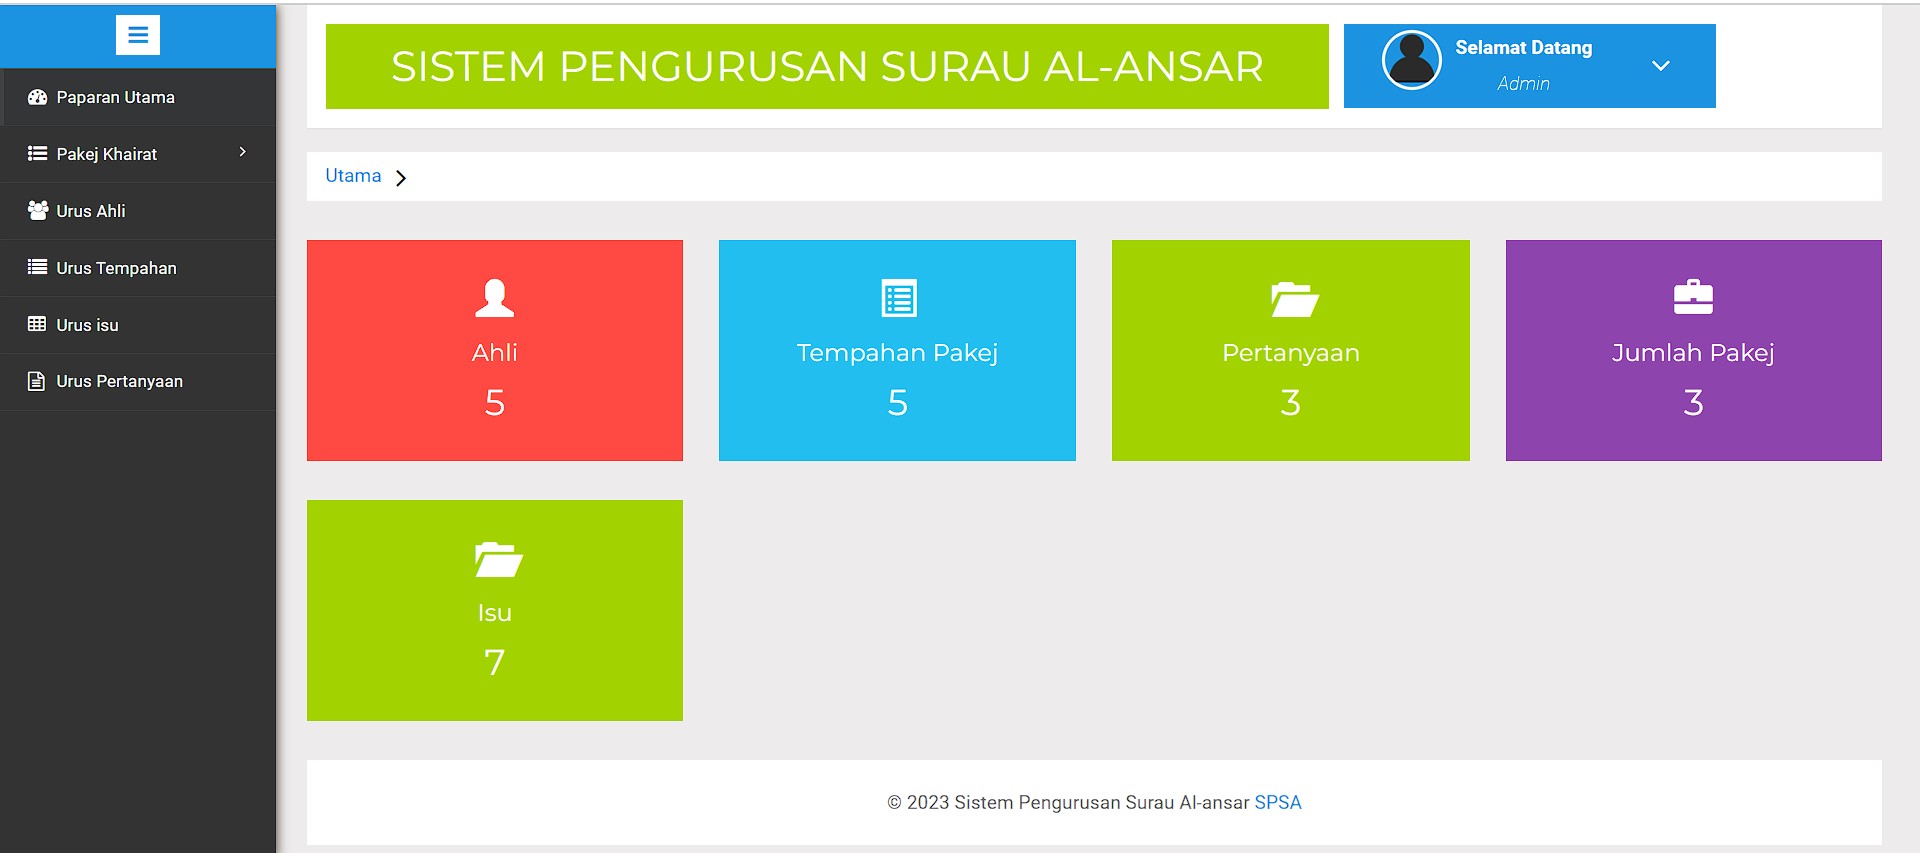 SISTEM PENGURUSAN SURAU AL-ANSAR
Selamat Datang
Admin
Paparan Utama
Pakej Khairat
Urus Ahli
Urus Tempahan
Urus isu
Urus Pertanyaan
Utama
Ahli
5
Tempahan Pakej
5
Pertanyaan
3
Jumlah Pakej
3
Isu
7
© 2023 Sistem Pengurusan Surau Al-ansar SPSA